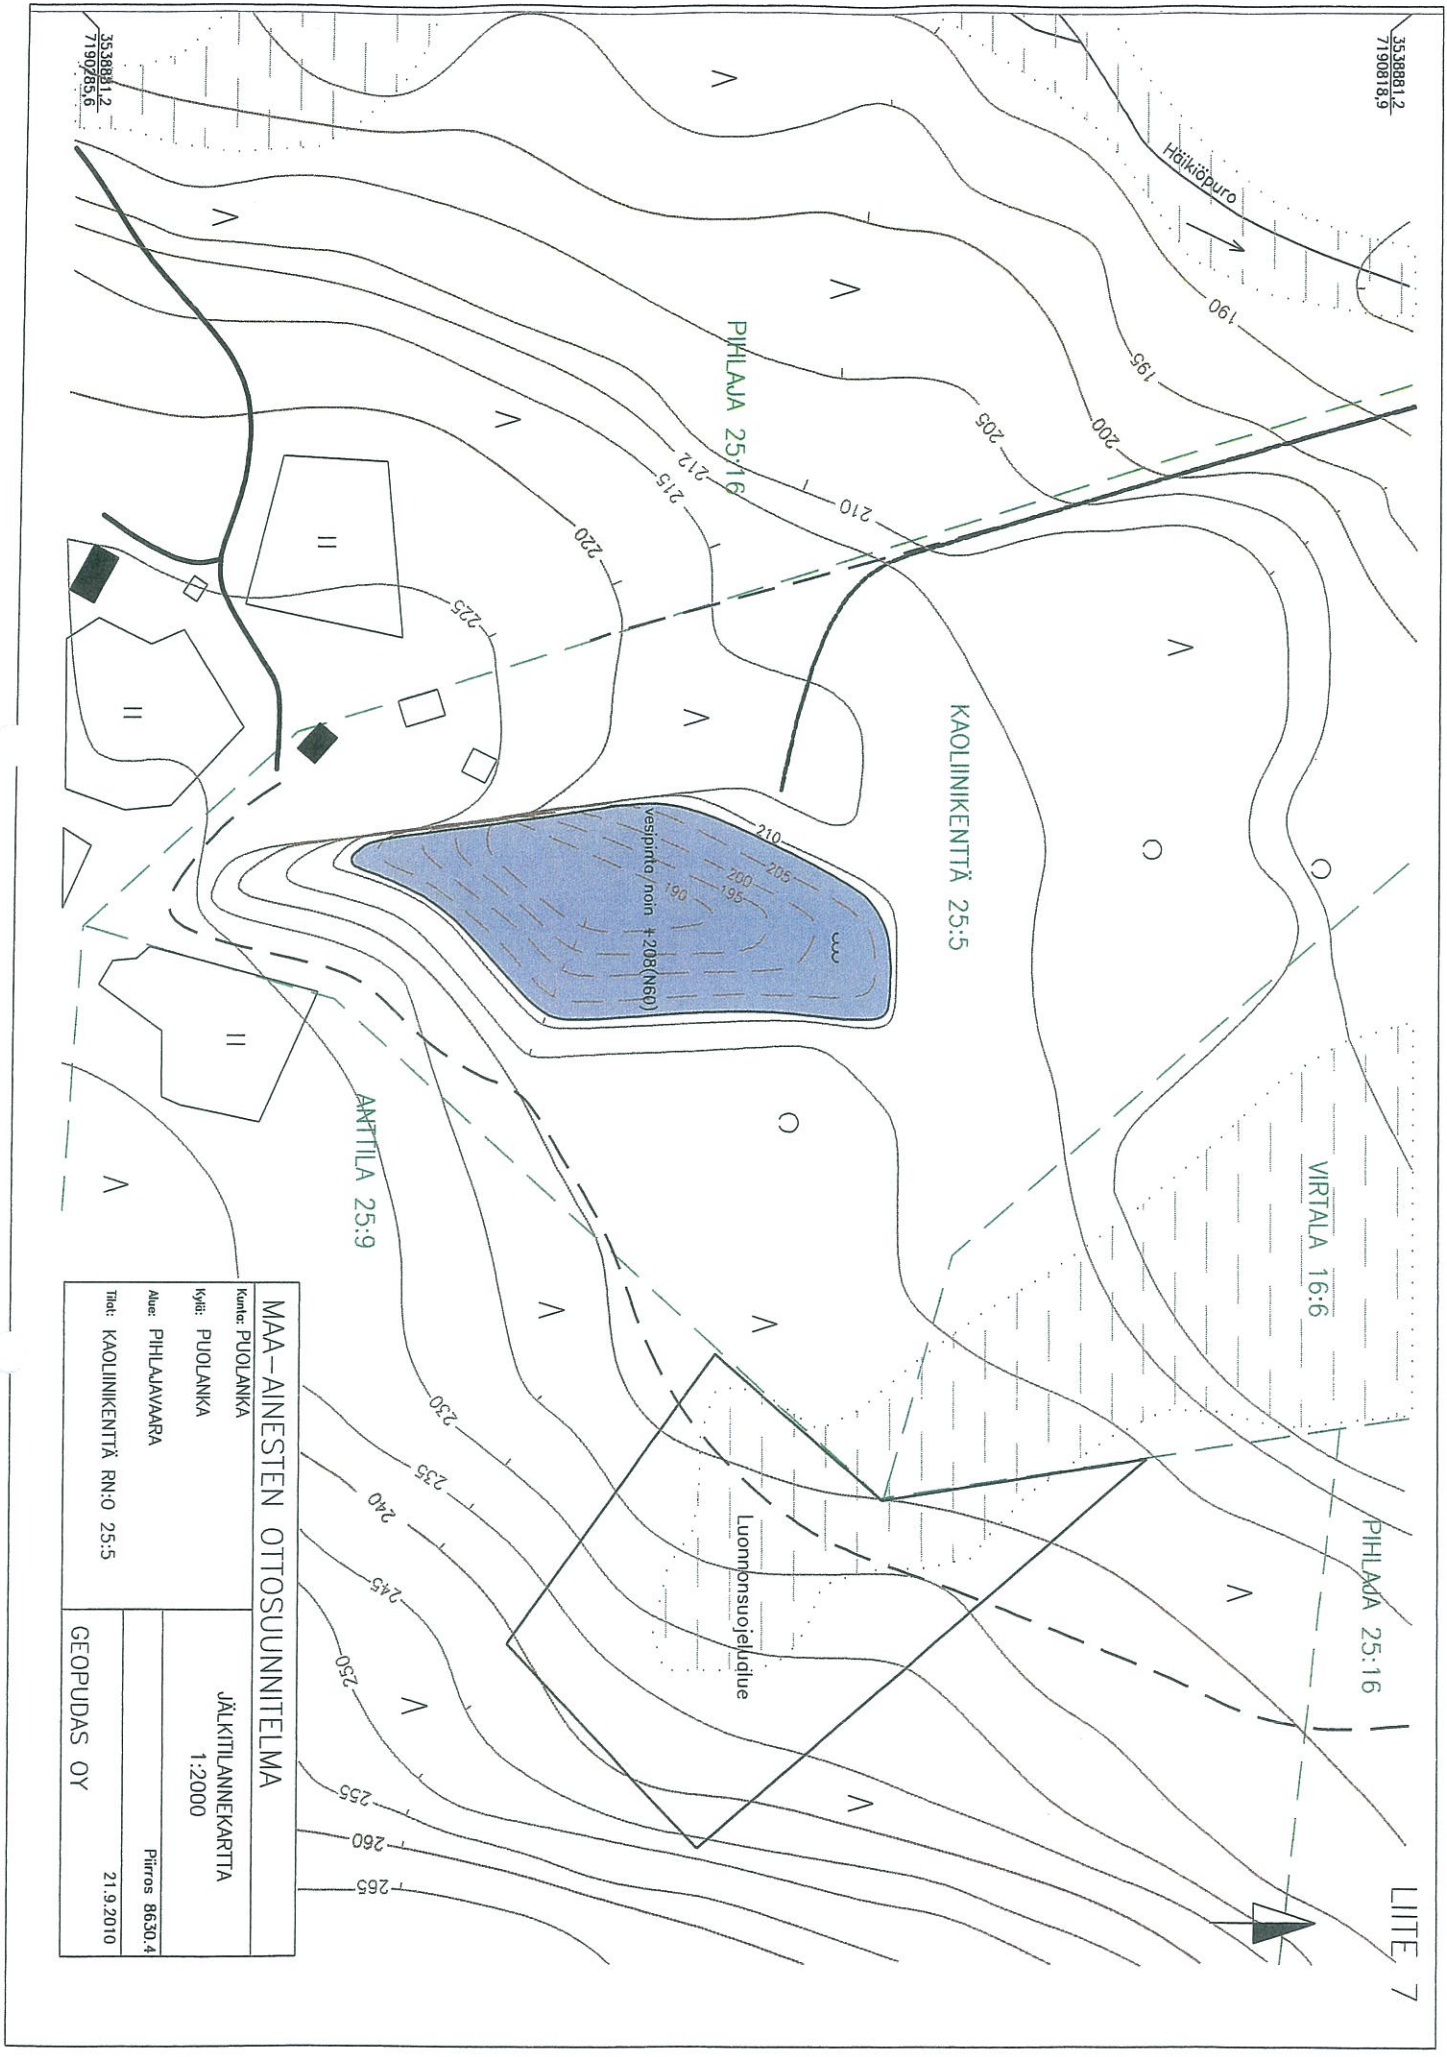 LIITE 7
3538881,2
7190818,9
3538881,2
7190285,6
Häikiöpuro
190
195
200
205
210
212
215
220
225
PIHLAJA 25:16
KAOLIINIKENTTÄ 25:5
VIRTALA 16:6
PIHLAJA 25:16
210
205
200
195
190
vesipinta noin +208(N60)
ANTTILA 25:9
Luonnonsuojelualue
230
235
240
245
250
255
260
265
MAA-AINESTEN OTTOSUUNNITELMA
Kunta: PUOLANKA
Kylä: PUOLANKA
Alue: PIHLAJAVAARA
Tilat: KAOLIINIKENTTÄ RN:O 25:5
JÄLKITILANNEKARTTA
1:2000
Piirros 8630.4
21.9.2010
GEOPUDAS OY